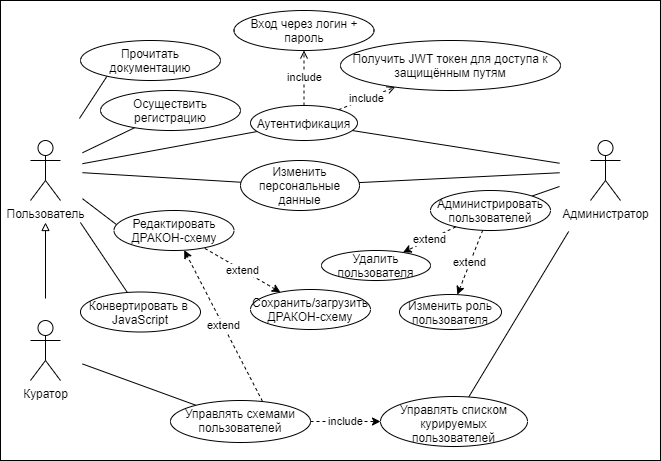 Вход через логин +
пароль
Прочитать
документацию
Получить JWT токен для доступа к
защищённым путям
include
include
Осуществить
регистрацию
Аутентификация
Изменить
персональные
данные
Пользователь
Администратор
Администрировать
пользователей
Редактировать
ДРАКОН-схему
extend
extend
extend
Удалить
пользователя
Сохранить/загрузить
ДРАКОН-схему
Изменить роль
пользователя
Конвертировать в
JavaScript
extend
Куратор
Управлять схемами
пользователей
include
Управлять списком
курируемых
пользователей